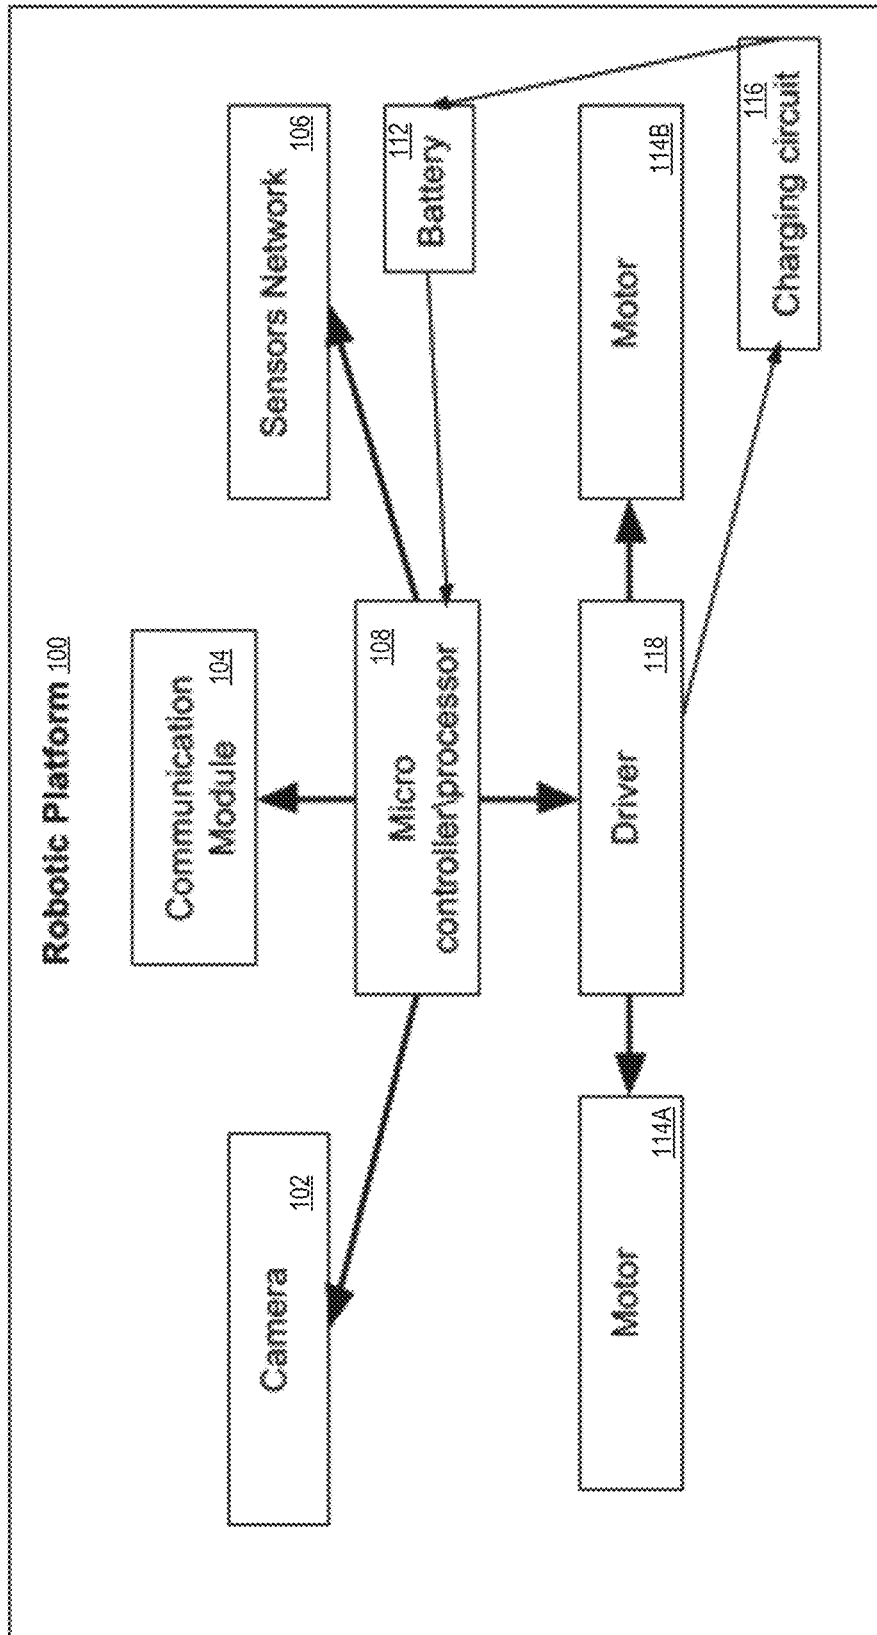 Robotic Platform 100
Communication
Module
104
Camera
102
Sensors Network
106
Micro
controller\processor
108
Battery
112
Motor
114A
Driver
118
Motor
114B
Charging circuit
116